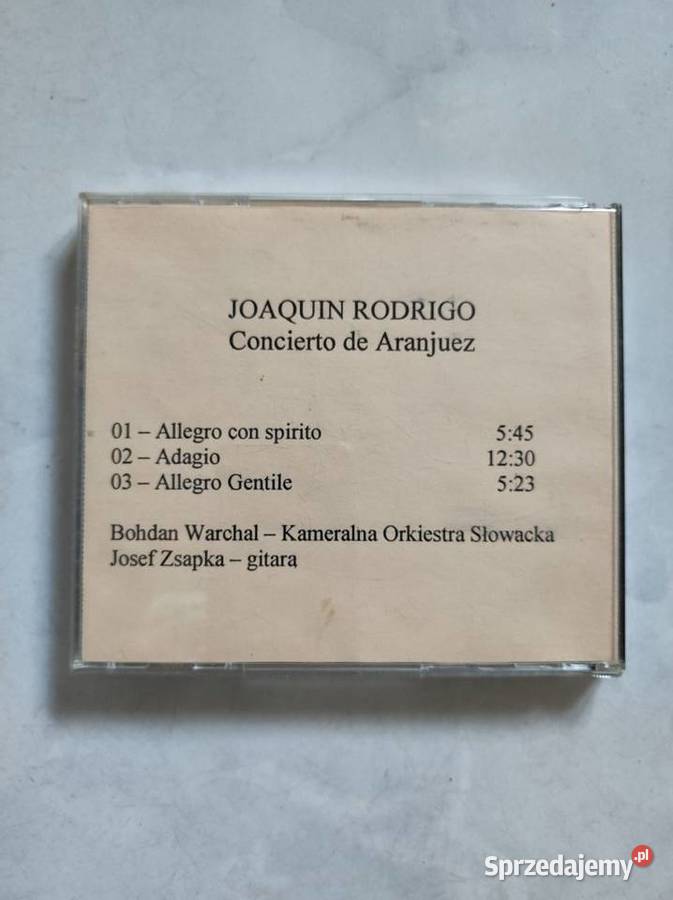 JOAQUIN RODRIGO
Concierto de Aranjuez
01 – Allegro con spirito 5:45
02 – Adagio 12:30
03 – Allegro Gentile 5:23
Bohdan Warchal – Kameralna Orkiestra Słowacka
Josef Zsapka – gitara
Sprzedajemy.pl